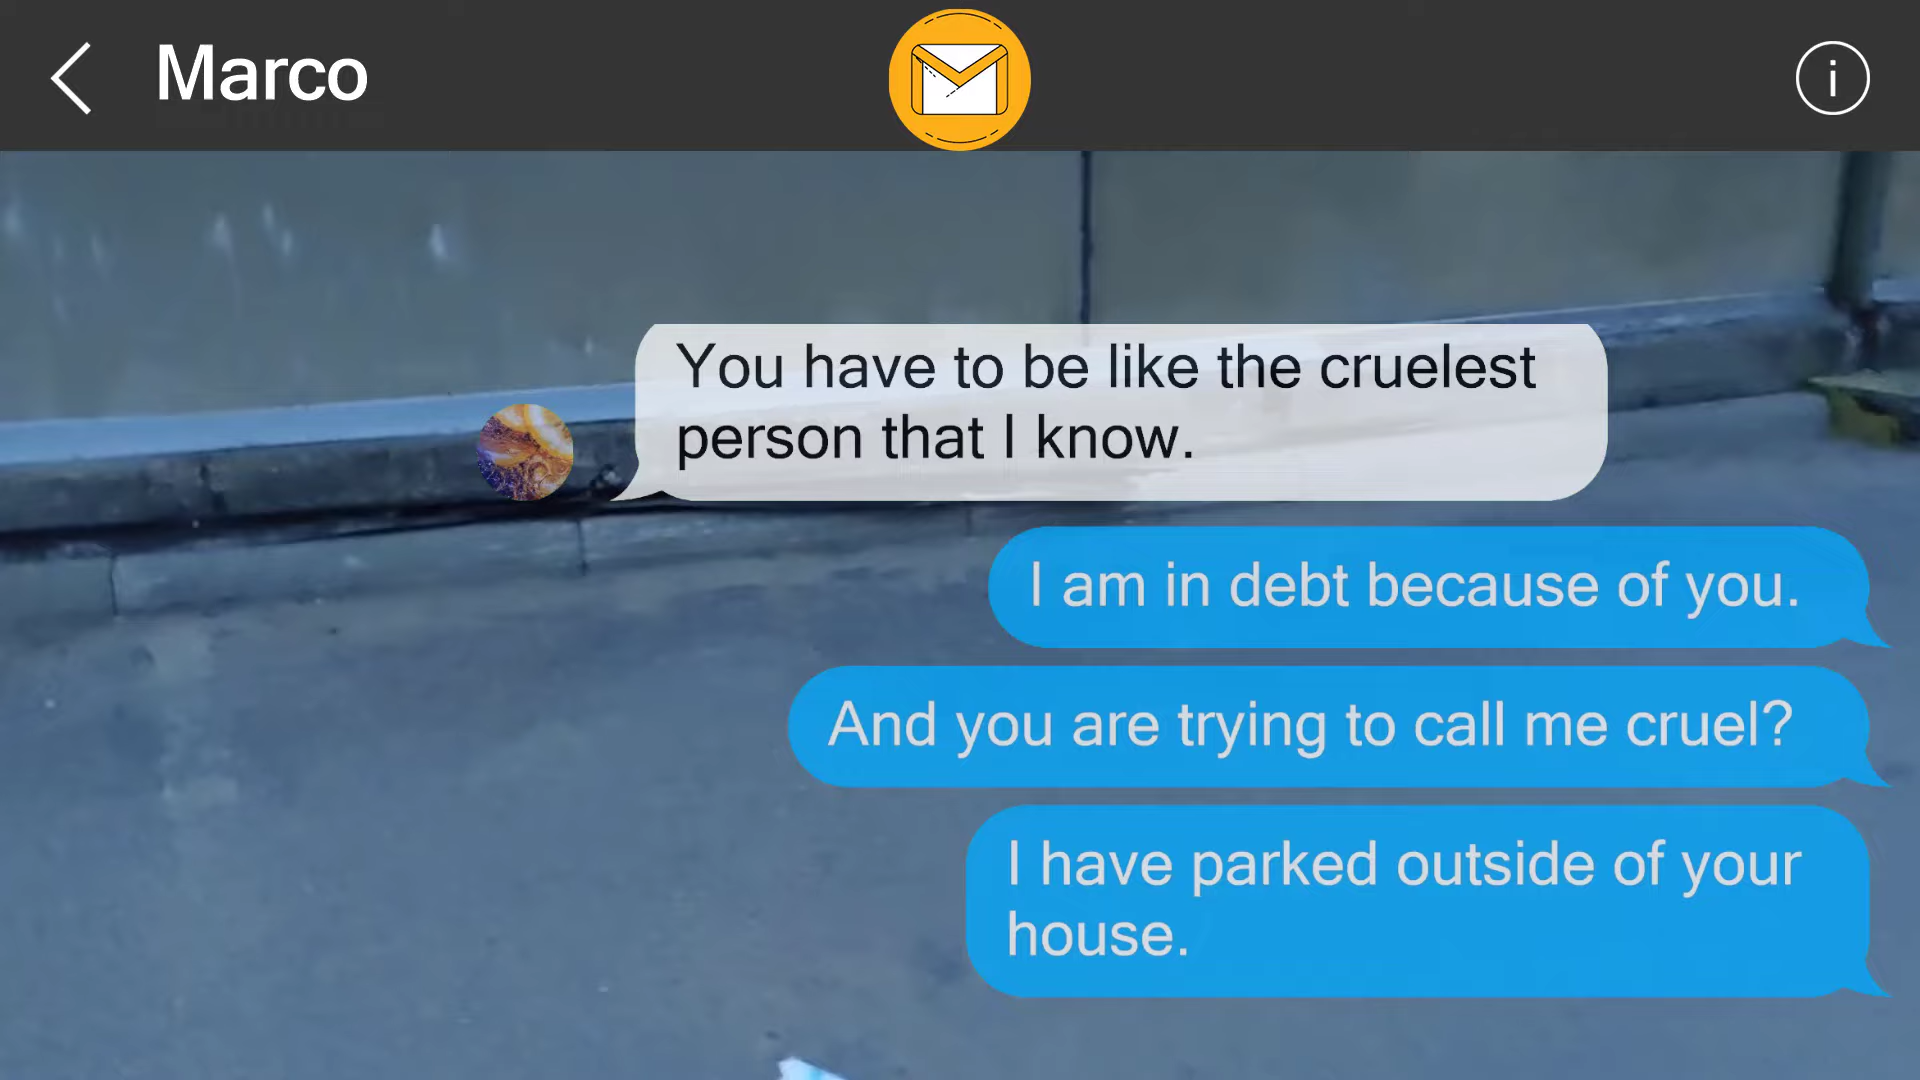 Marco
i
You have to be like the cruelest
person that I know.
I am in debt because of you.
And you are trying to call me cruel?
I have parked outside of your
house.